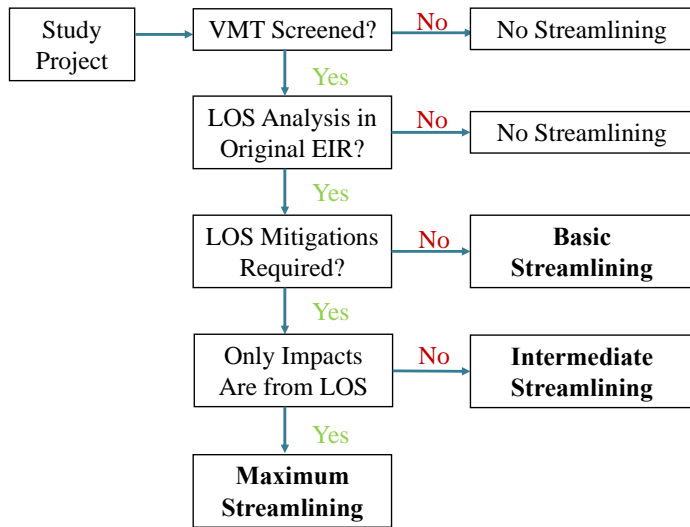 Study
Project
VMT Screened?
No
No Streamlining
Yes
LOS Analysis in
Original EIR?
No
No Streamlining
Yes
LOS Mitigations
Required?
No
Basic
Streamlining
Yes
Only Impacts
Are from LOS
No
Intermediate
Streamlining
Yes
Maximum
Streamlining